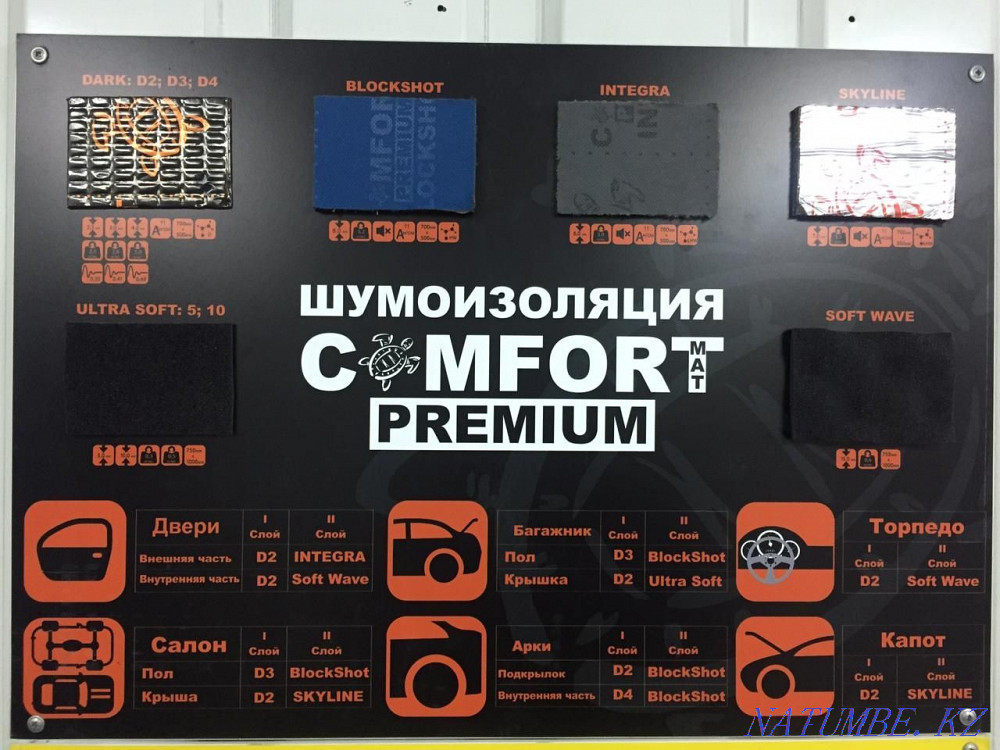 DARK: D2; D3; D4
BLOCKSHOT
INTEGRA
SKYLINE
ULTRA SOFT: 5; 10
SOFT WAVE
ШУМОИЗОЛЯЦИЯ
COMFORT MAT
PREMIUM
Двери I Слой II Слой
Внешняя часть D2 INTEGRA
Внутренняя часть D2 Soft Wave
Багажник I Слой II Слой
Пол D3 BlockShot
Крышка D2 Ultra Soft
Торпедо
I Слой II Слой
D2 Soft Wave
Салон I Слой II Слой
Пол D3 BlockShot
Крыша D2 SKYLINE
Арки I Слой II Слой
Подкрылок D2 BlockShot
Внутренняя часть D4 BlockShot
Капот
I Слой II Слой
D2 SKYLINE
NATUMBE.KZ